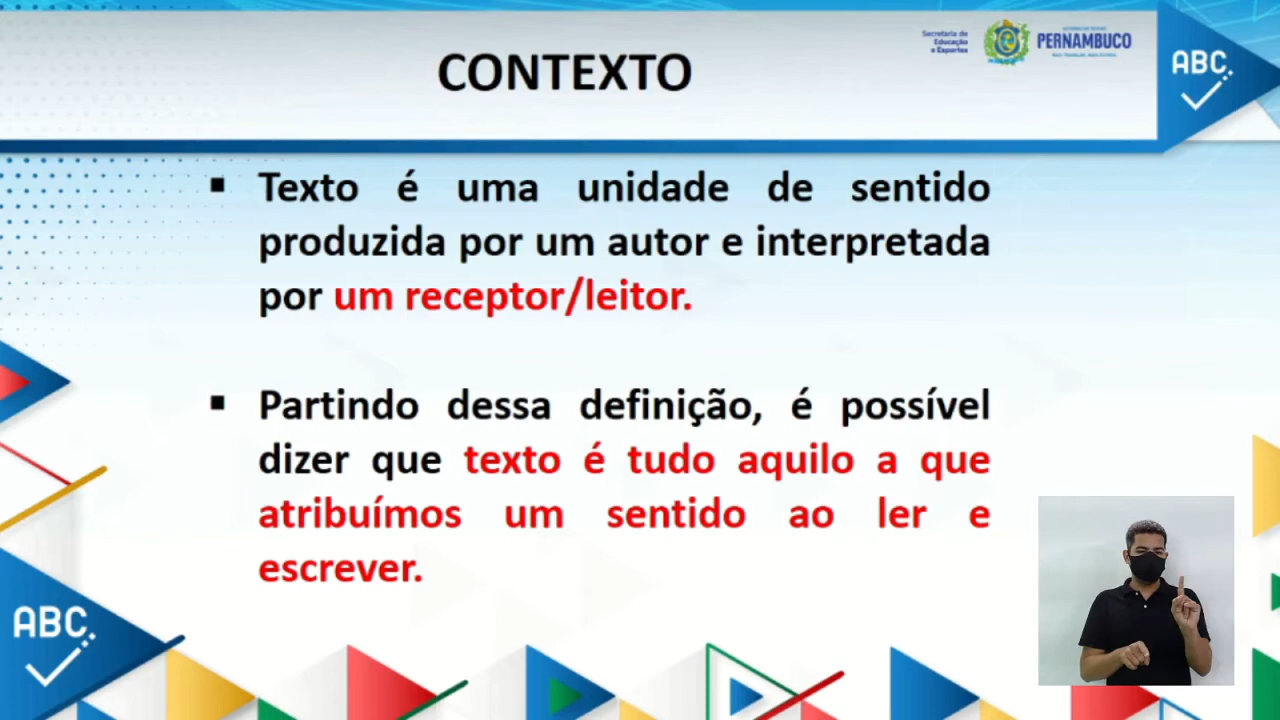 CONTEXTO
Secretaria de
Educação
e Esportes
PERNAMBUCO
ABC
Texto é uma unidade de sentido
produzida por um autor e interpretada
por um receptor/leitor.
Partindo dessa definição, é possível
dizer que texto é tudo aquilo a que
atribuímos um sentido ao ler e
escrever.
ABC